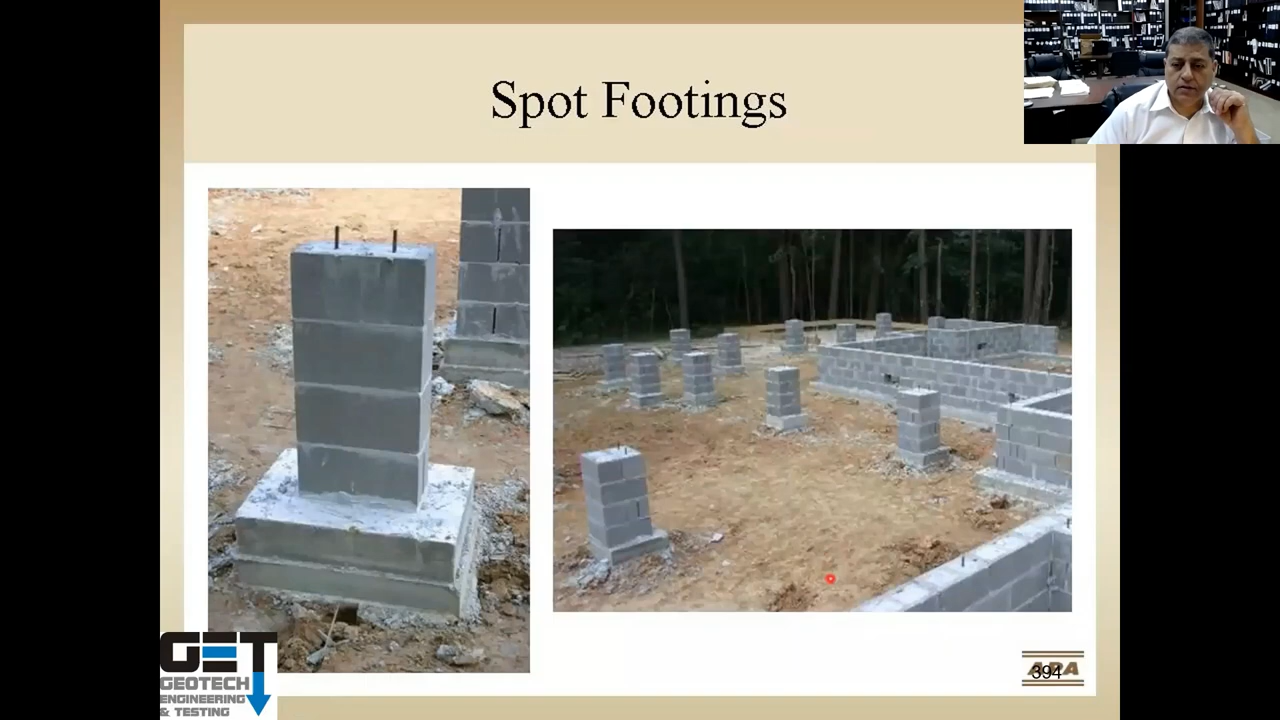 Spot Footings
GET
GEOTECH
ENGINEERING
& TESTING
394